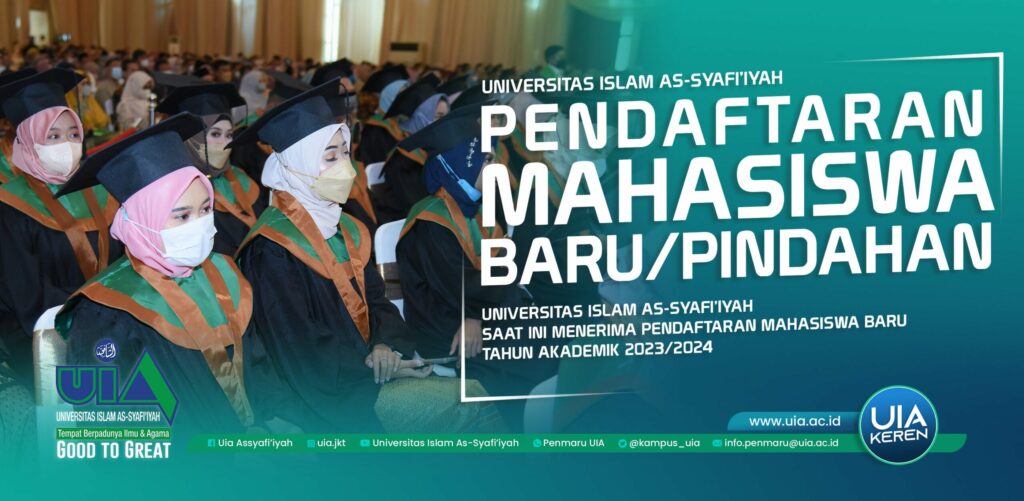 UNIVERSITAS ISLAM AS-SYAFI'IYAH
PENDAFTARAN
MAHASISWA
BARU/PINDAHAN
UNIVERSITAS ISLAM AS-SYAFI'IYAH
SAAT INI MENERIMA PENDAFTARAN MAHASISWA BARU
TAHUN AKADEMIK 2023/2024
UIA
UNIVERSITAS ISLAM AS-SYAFI'IYAH
Tempat Berpadunya Ilmu & Agama
GOOD TO GREAT
www.uia.ac.id
UIA
KEREN
Uia Assyafi'iyah
uia.jkt
Universitas Islam As-Syafi'iyah
Penmaru UIA
@kampus_uia
info.penmaru@uia.ac.id